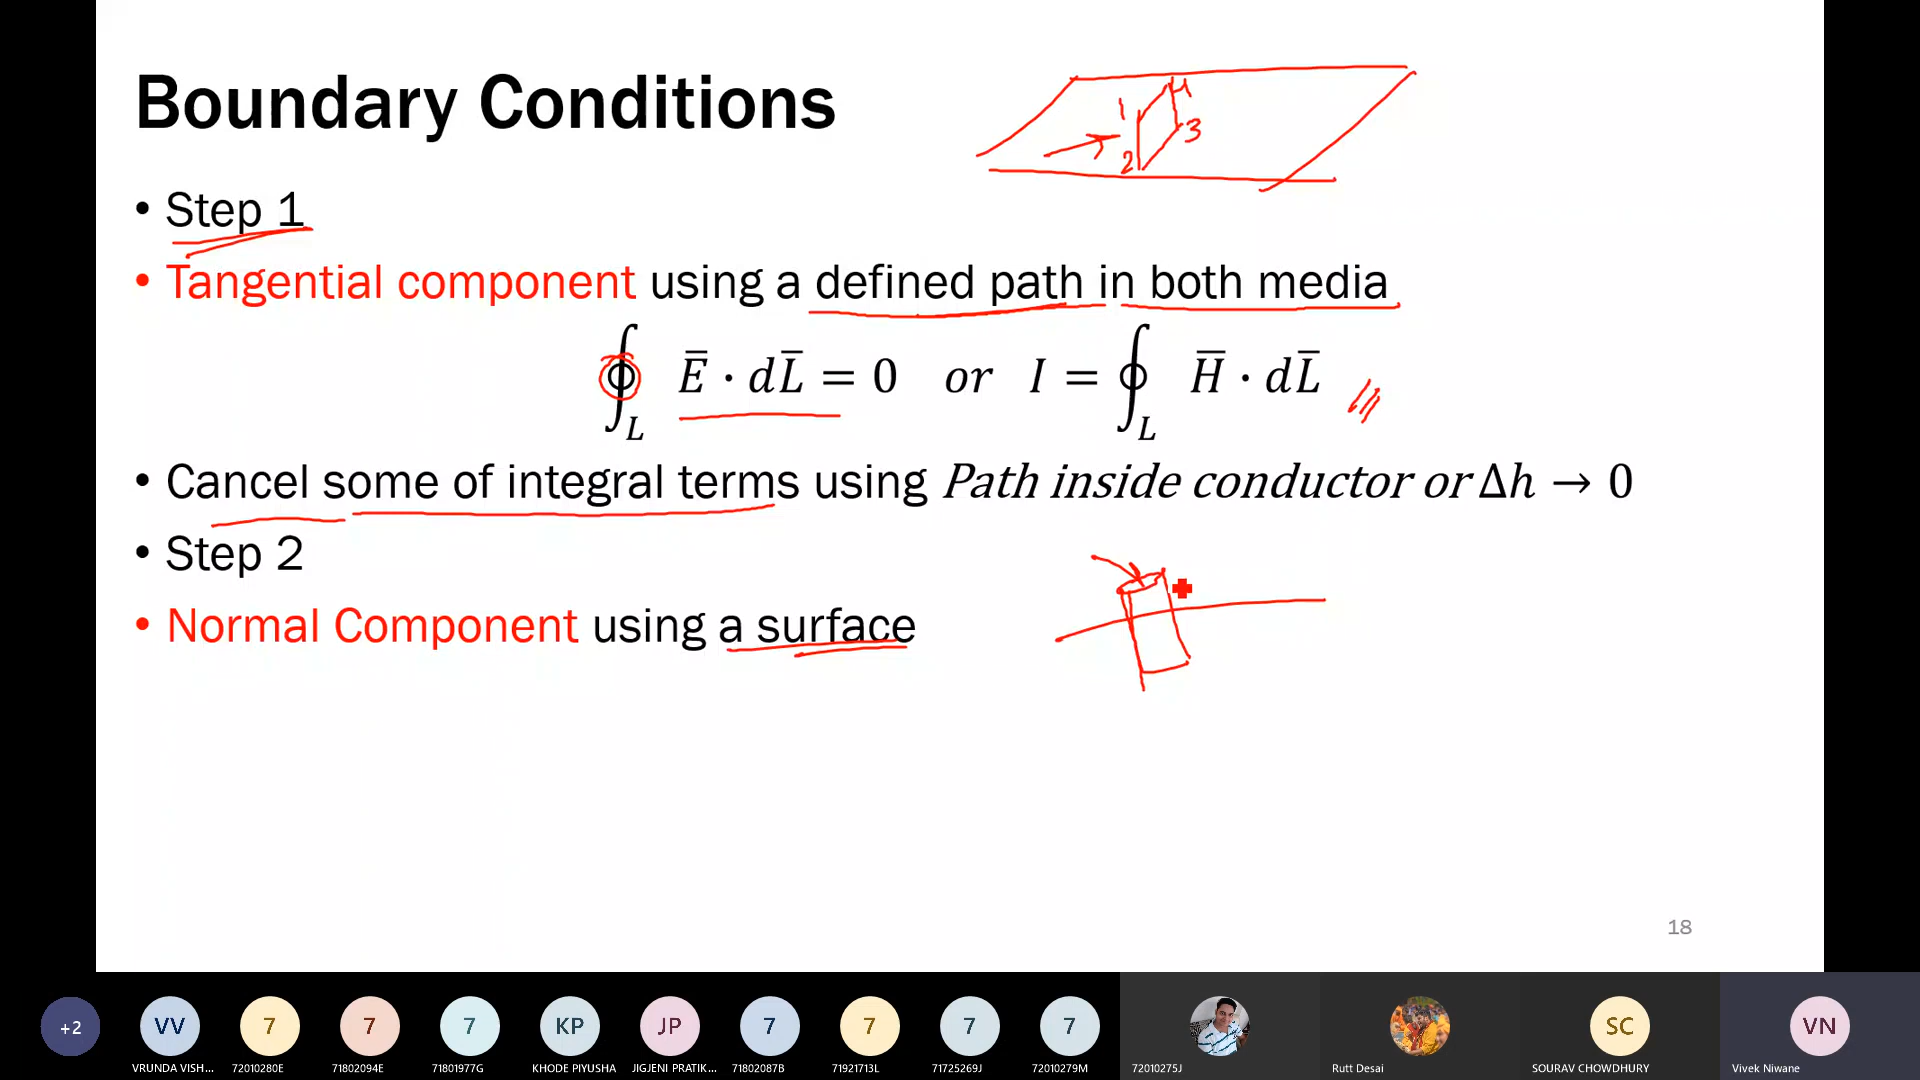 Boundary Conditions
1
4
2
3
• Step 1
• Tangential component using a defined path in both media
∮_L E̅ · dL̅ = 0 or I = ∮_L H̅ · dL̅
• Cancel some of integral terms using Path inside conductor or Δh → 0
• Step 2
• Normal Component using a surface
18
+2
VV
7
7
7
KP
JP
7
7
7
7
SC
VN
VRUNDA VISH...
72010280E
71802094E
71801977G
KHODE PIYUSHA
JIGJENI PRATIK...
71802087B
71921713L
71725269J
72010279M
72010275J
Rutt Desai
SOURAV CHOWDHURY
Vivek Niwane